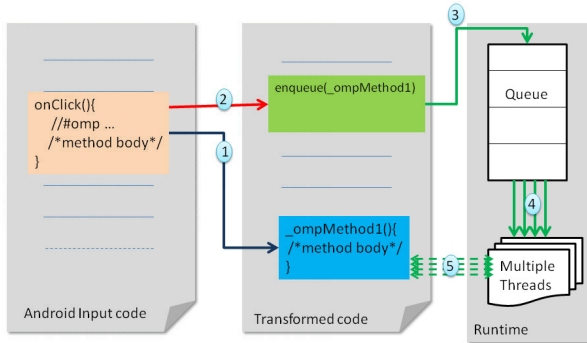 3
2
enqueue(_ompMethod1)
Queue
onClick(){
//#omp ...
/*method body*/
}
1
4
_ompMethod1(){
/*method body*/
}
5
Multiple
Threads
Android Input code
Transformed code
Runtime